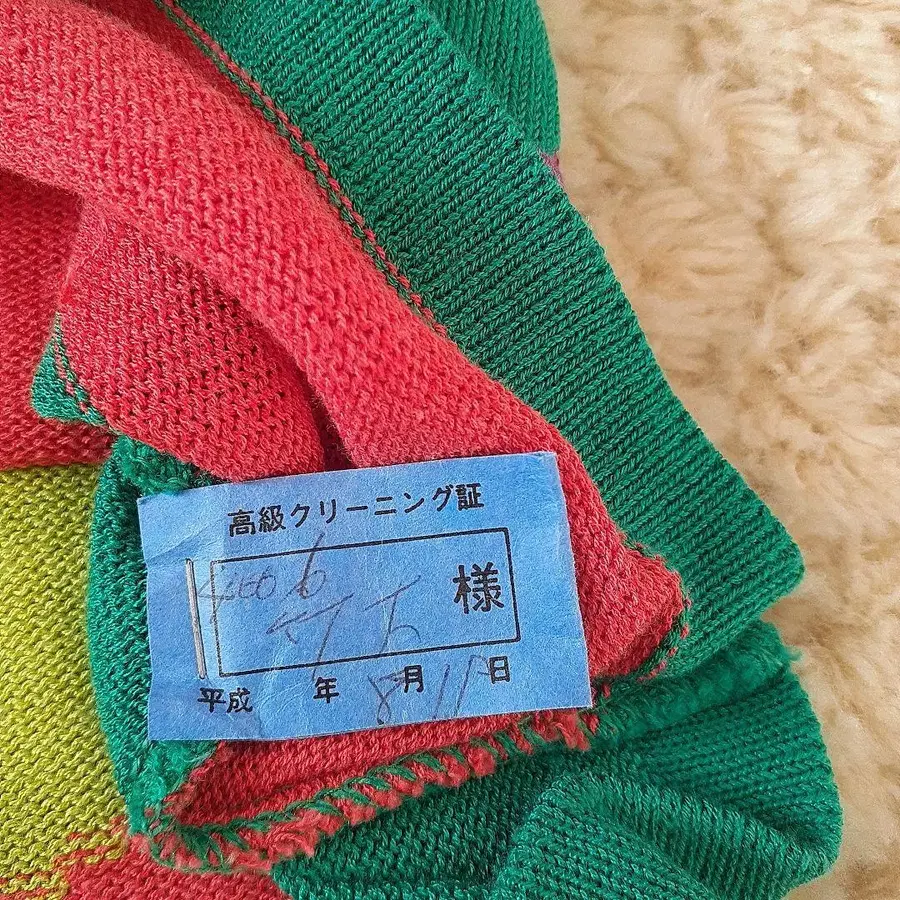 高級クリーニング証
様
平成 年 8月 11日